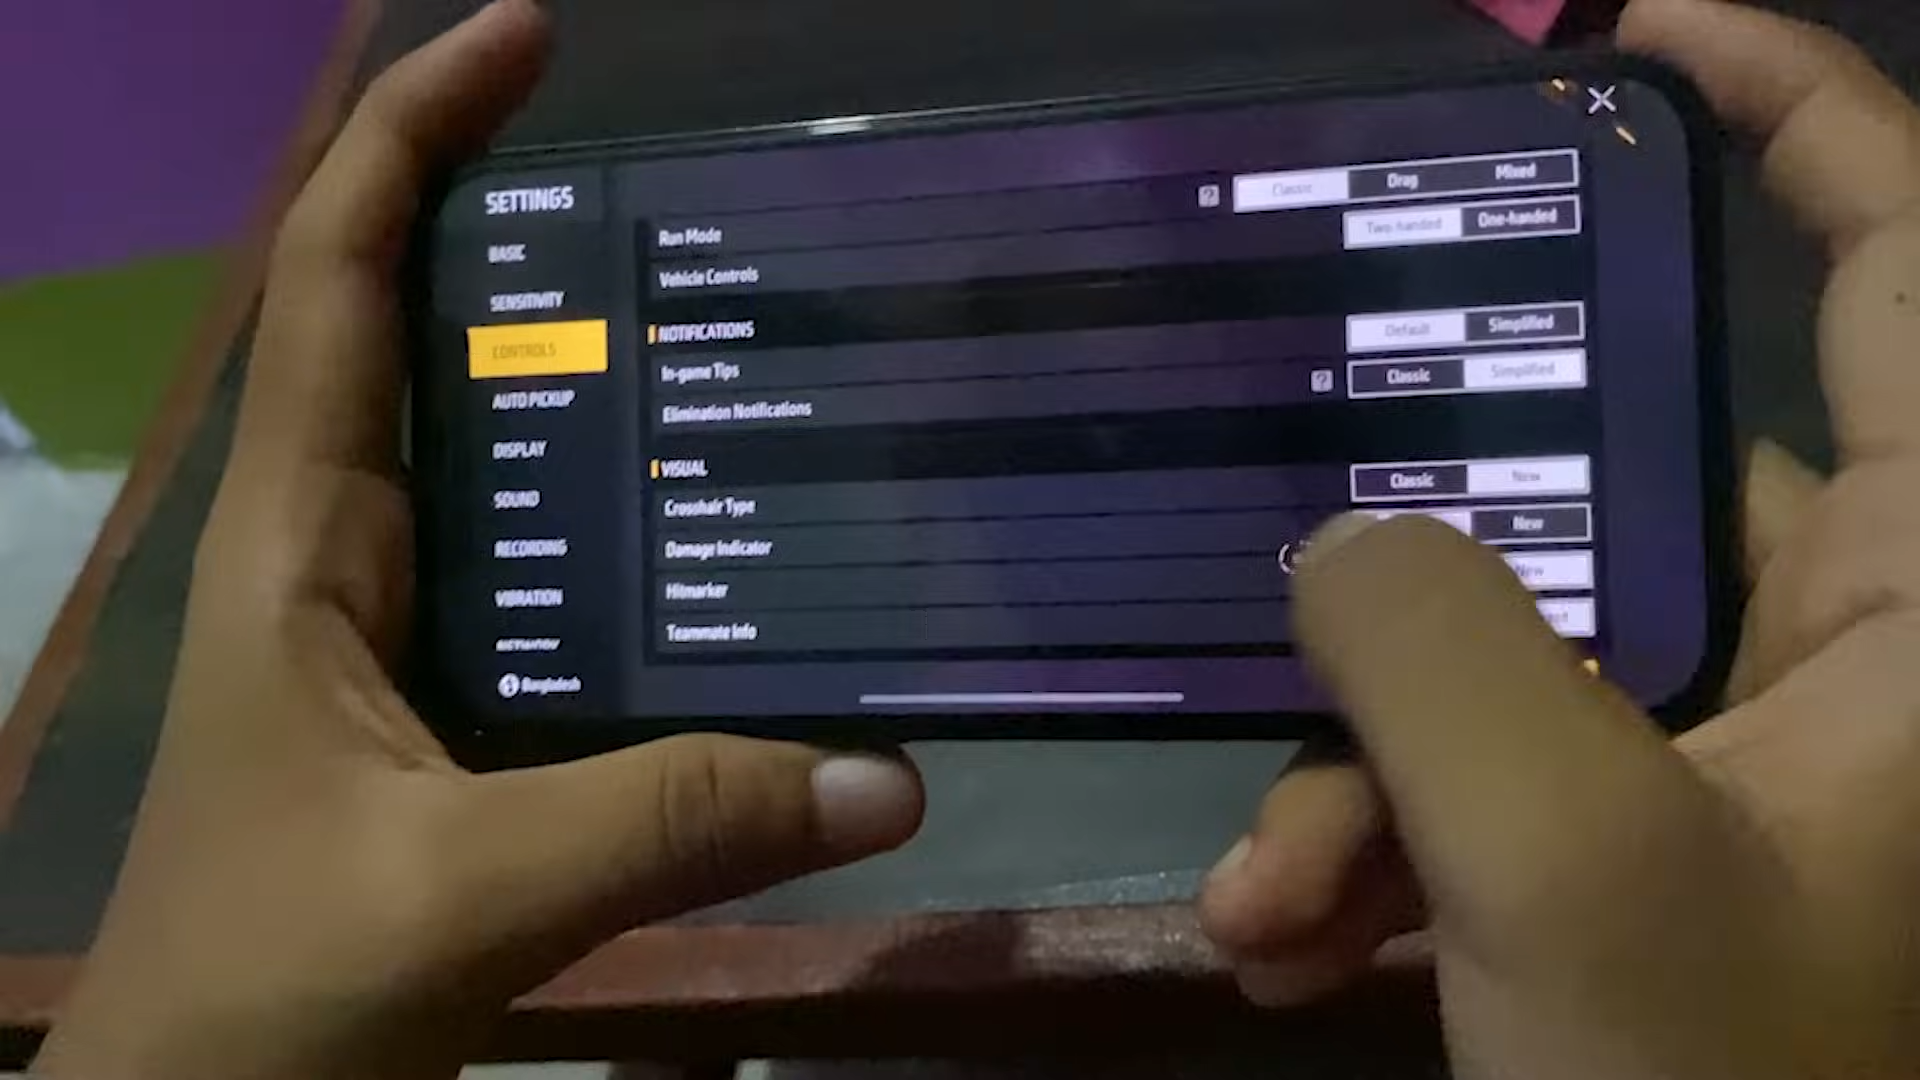 SETTINGS
BASIC
SENSITIVITY
CONTROLS
AUTO PICKUP
DISPLAY
SOUND
RECORDING
VIBRATION
NETWORK
Bangladesh
? Classic Drag Mixed
Run Mode
Two-handed One-handed
Vehicle Controls
NOTIFICATIONS
Default Simplified
In-game Tips
? Classic Simplified
Elimination Notifications
VISUAL
Classic New
Crosshair Type
New
Damage Indicator
New
Hitmarker
Teammate Info